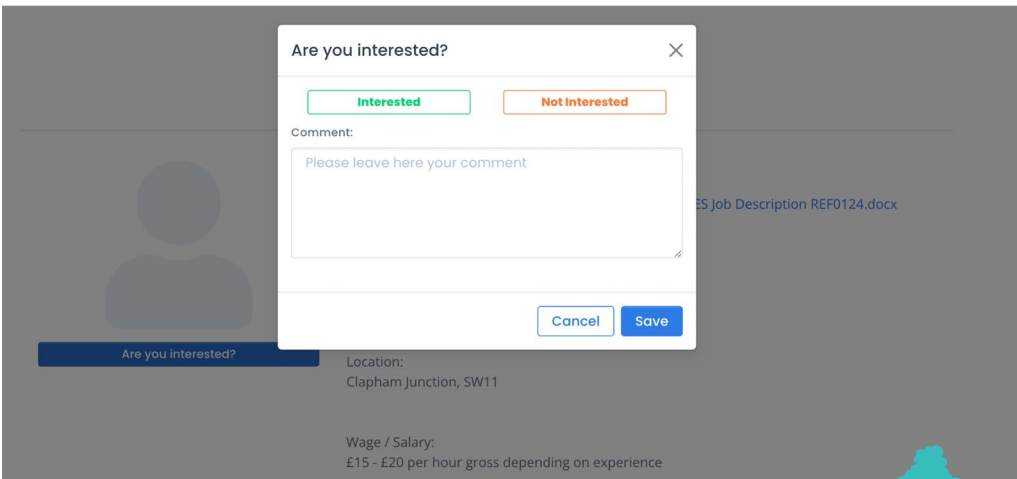 Are you interested?
Interested
Not Interested
Comment:
Please leave here your comment
ES Job Description REF0124.docx
Cancel
Save
Are you interested?
Location:
Clapham Junction, SW11
Wage / Salary:
£15 - £20 per hour gross depending on experience